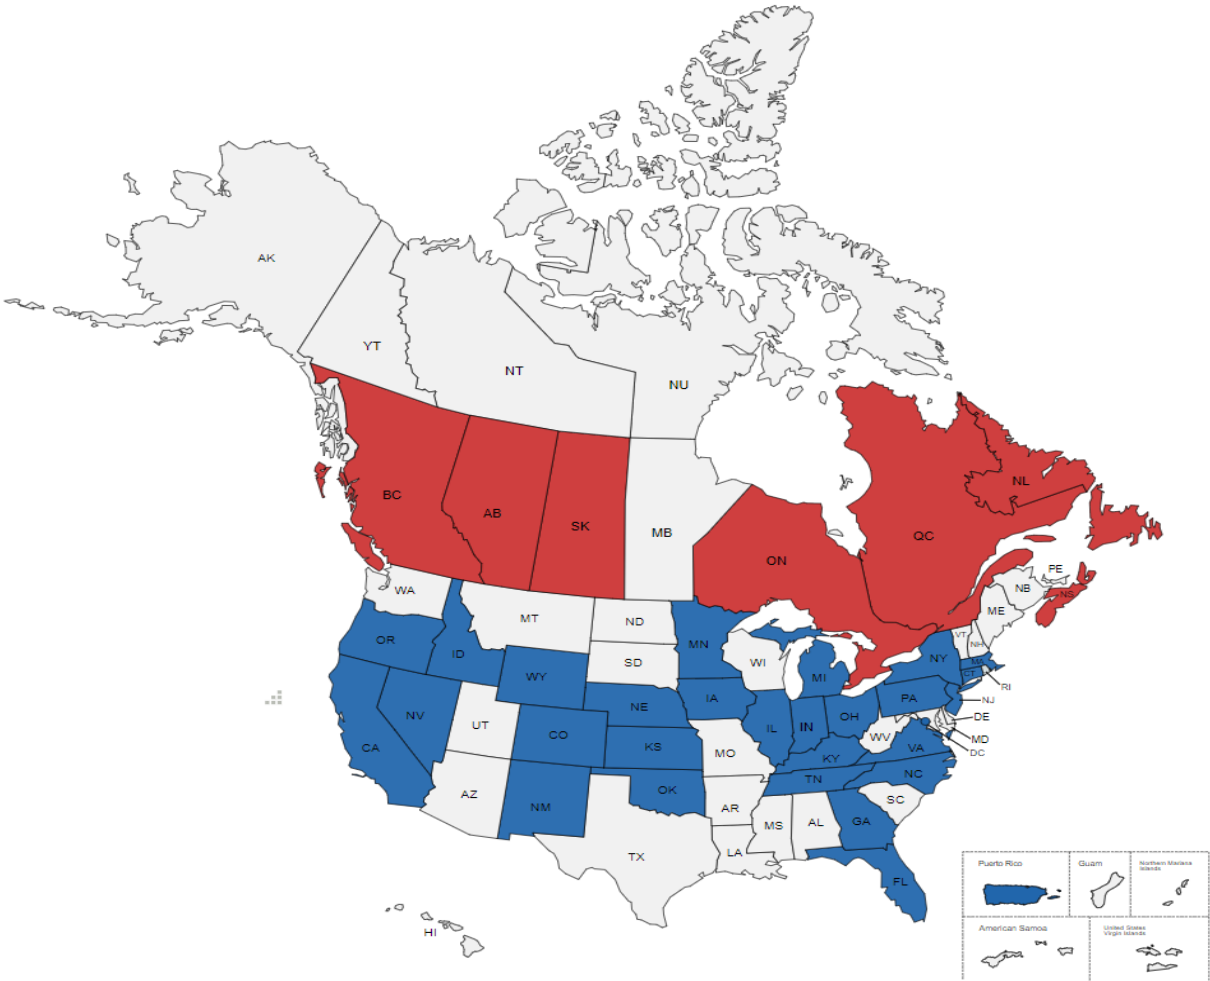 AK
YT
NT
NU
BC
AB
SK
MB
ON
QC
NL
PE
NB
NS
WA
MT
ND
MN
ME
VT
NH
OR
ID
SD
WI
MI
NY
MA
CT
RI
WY
NE
IA
PA
NJ
NV
UT
CO
KS
IL
IN
OH
DE
MD
DC
WV
VA
CA
MO
KY
AZ
NM
OK
TN
NC
AR
SC
TX
LA
MS
AL
GA
FL
HI
Puerto Rico
Guam
Northern Mariana
Islands
American Samoa
United States
Virgin Islands